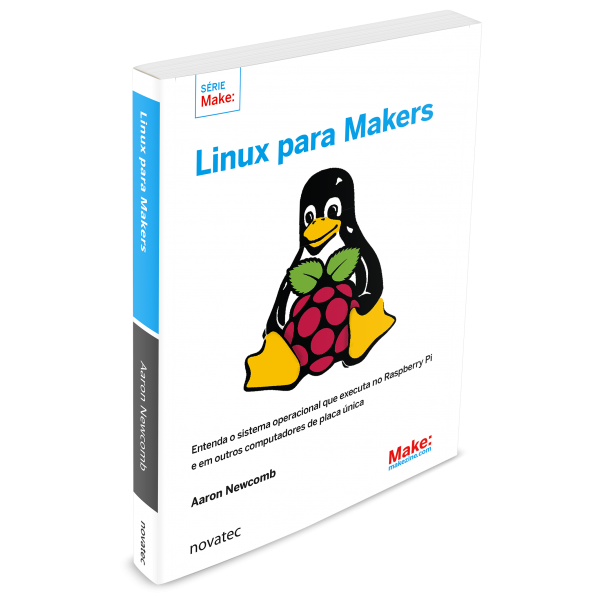 SÉRIE
Make:
Linux para Makers
Entenda o sistema operacional que executa no Raspberry Pi
e em outros computadores de placa única
Make:
makezine.com
Aaron Newcomb
novatec
Linux para Makers
Aaron Newcomb
novatec